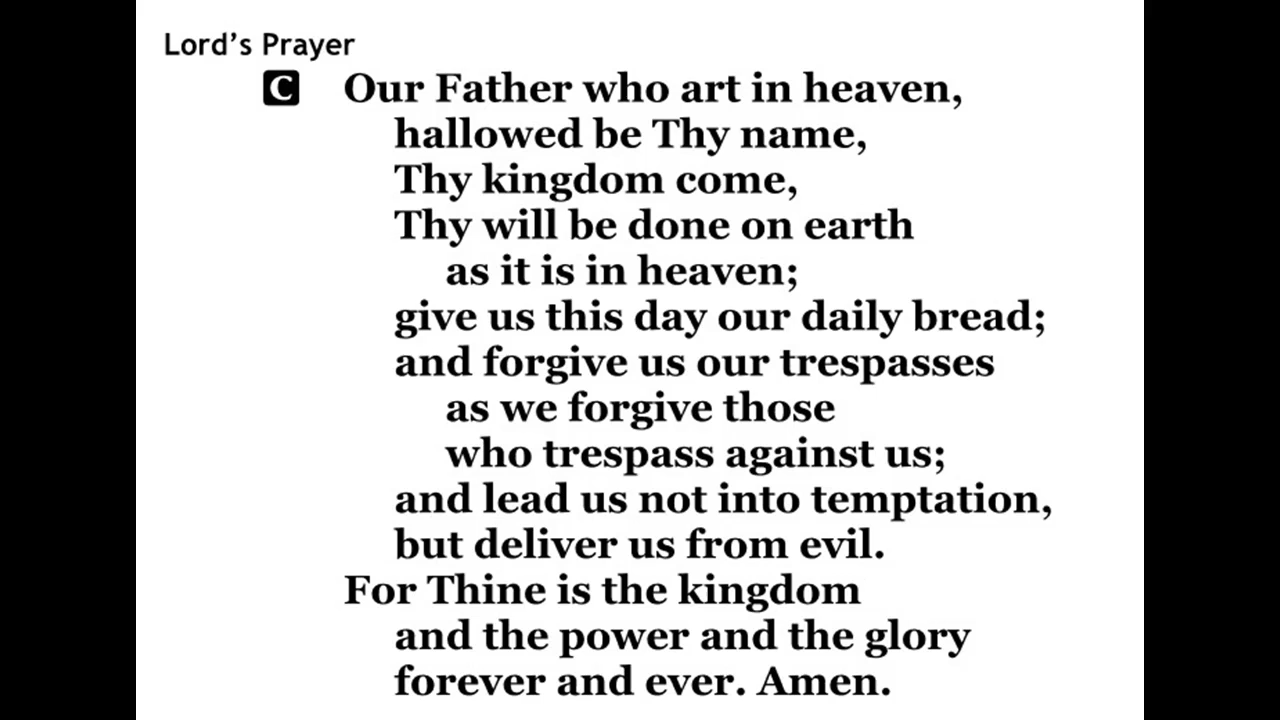 Lord's Prayer
C Our Father who art in heaven,
hallowed be Thy name,
Thy kingdom come,
Thy will be done on earth
as it is in heaven;
give us this day our daily bread;
and forgive us our trespasses
as we forgive those
who trespass against us;
and lead us not into temptation,
but deliver us from evil.
For Thine is the kingdom
and the power and the glory
forever and ever. Amen.